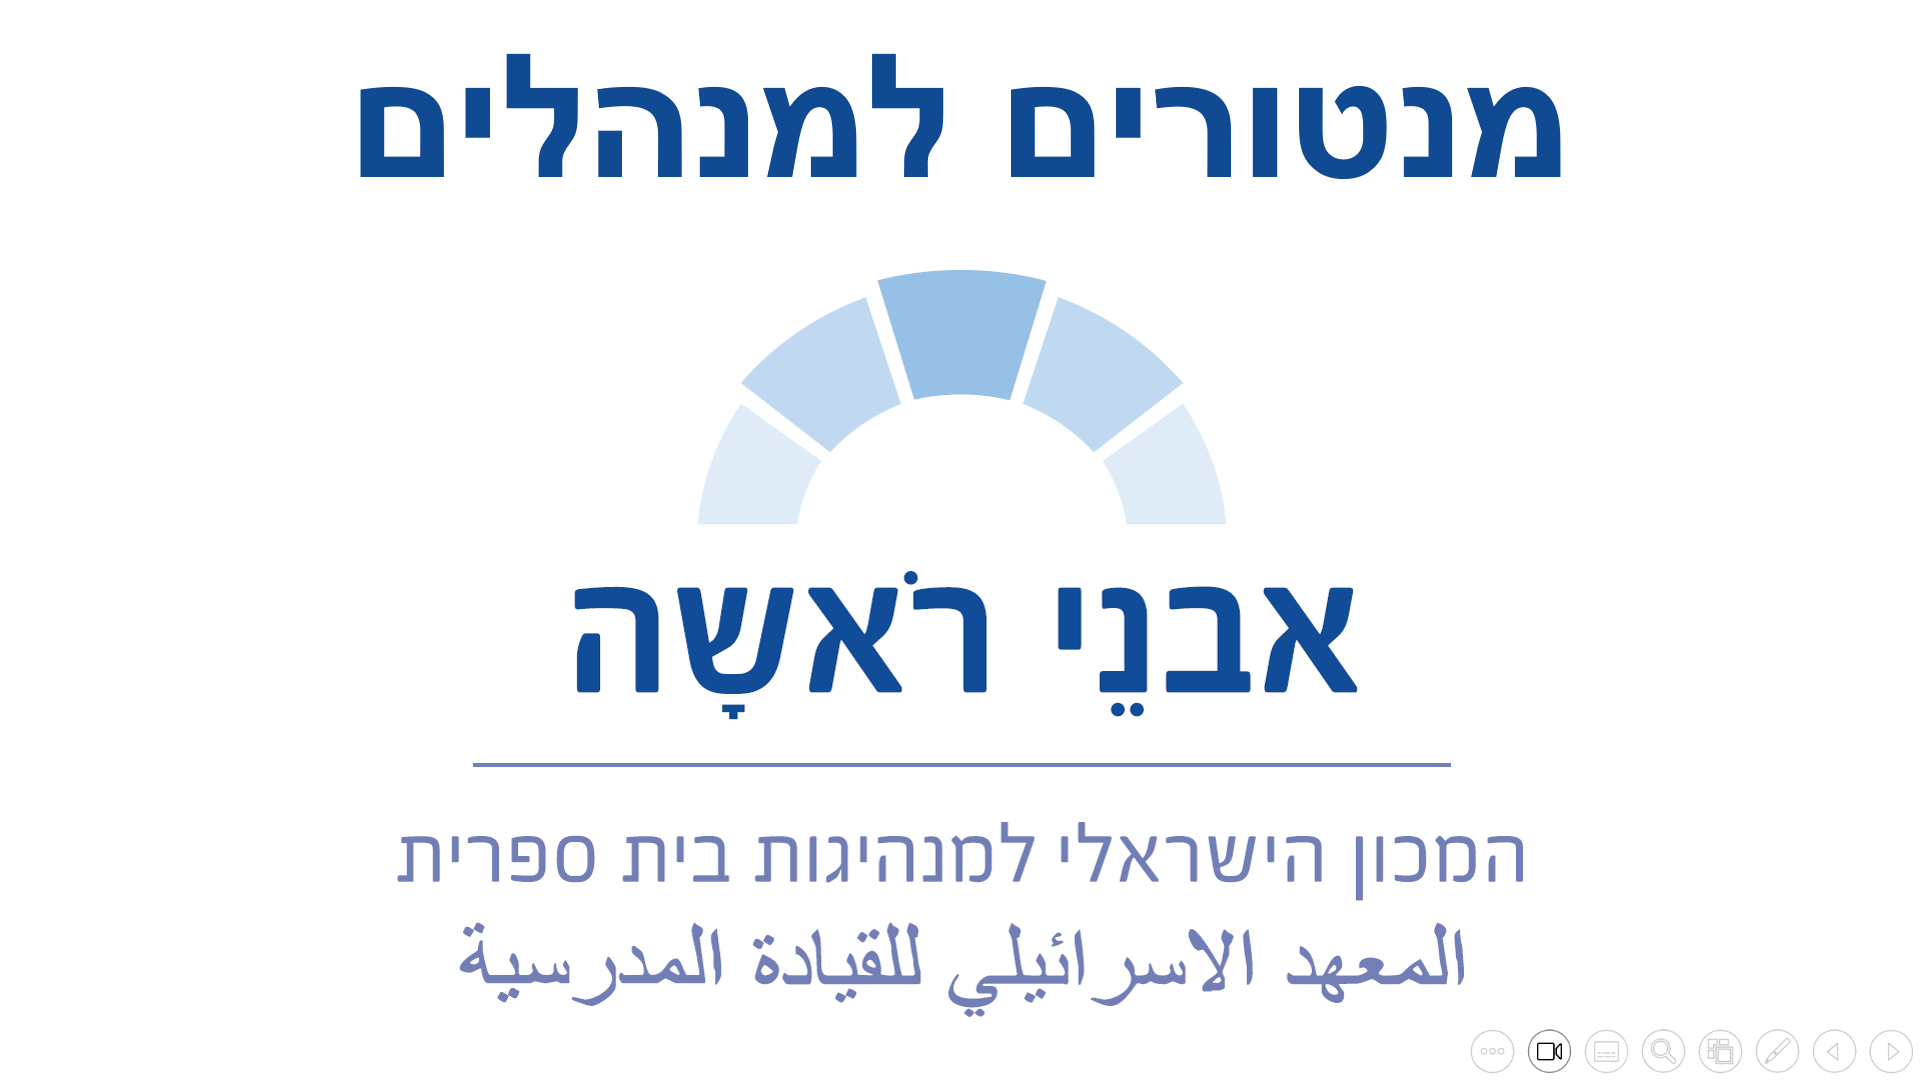 מנטורים למנהלים
אבנֵי רֹאשָה
המכון הישראלי למנהיגות בית ספרית
المعهد الاسرائيلي للقيادة المدرسية